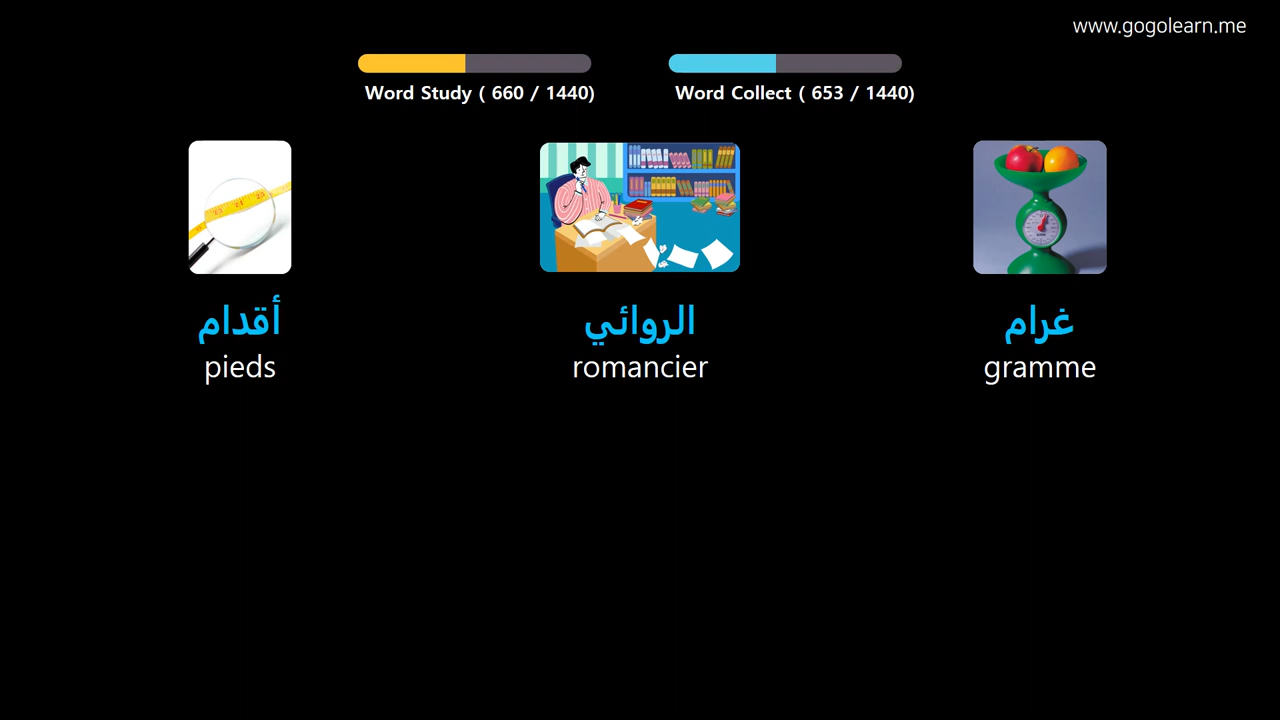 www.gogolearn.me
Word Study ( 660 / 1440)
Word Collect ( 653 / 1440)
أقدام
pieds
الروائي
romancier
غرام
gramme